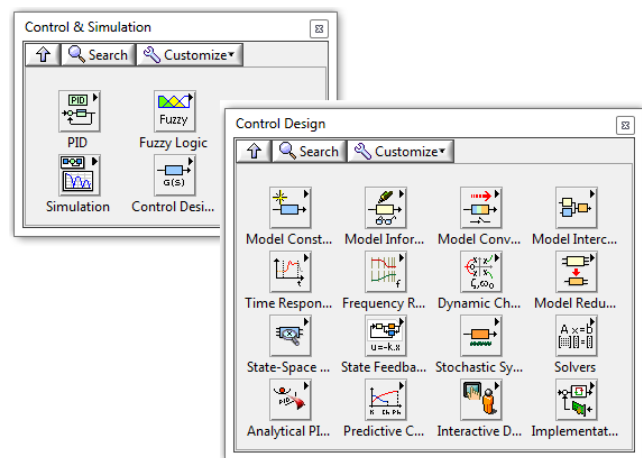 Control & Simulation
Search Customize
PID
Fuzzy
PID Fuzzy Logic
G(S)
Simulation Control Desi...
Control Design
Search Customize
Model Const... Model Infor... Model Conv... Model Interc...
t f ζ,ω₀
Time Respon... Frequency R... Dynamic Ch... Model Redu...
u=-k.x A x=b
State-Space ... State Feedba... Stochastic Sy... Solvers
PID
Analytical PI... Predictive C... Interactive D... Implementat...